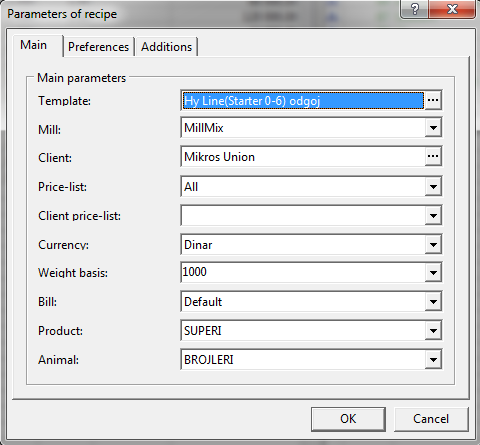 Parameters of recipe
Main Preferences Additions
Main parameters
Template: Hy Line(Starter 0-6) odgoj ...
Mill: MillMix
Client: Mikros Union ...
Price-list: All
Client price-list:
Currency: Dinar
Weight basis: 1000
Bill: Default
Product: SUPERI
Animal: BROJLERI
OK Cancel